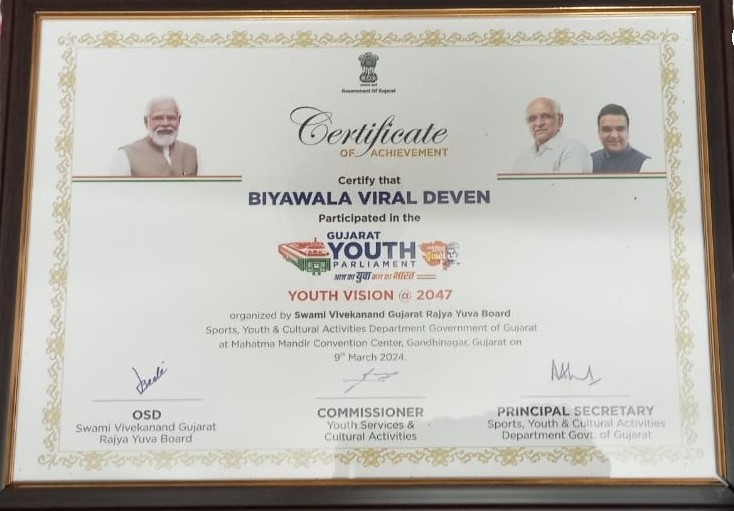 Government Of Gujarat
Certificate
OF ACHIEVEMENT
Certify that
BIYAWALA VIRAL DEVEN
Participated in the
GUJARAT
YOUTH
PARLIAMENT
आज का युवा कल का भारत
YOUTH VISION @ 2047
organized by Swami Vivekanand Gujarat Rajya Yuva Board
Sports, Youth & Cultural Activities Department Government of Gujarat
at Mahatma Mandir Convention Center, Gandhinagar, Gujarat on
9th March 2024.
OSD
Swami Vivekanand Gujarat
Rajya Yuva Board
COMMISSIONER
Youth Services &
Cultural Activities
PRINCIPAL SECRETARY
Sports, Youth & Cultural Activities
Department Govt. of Gujarat